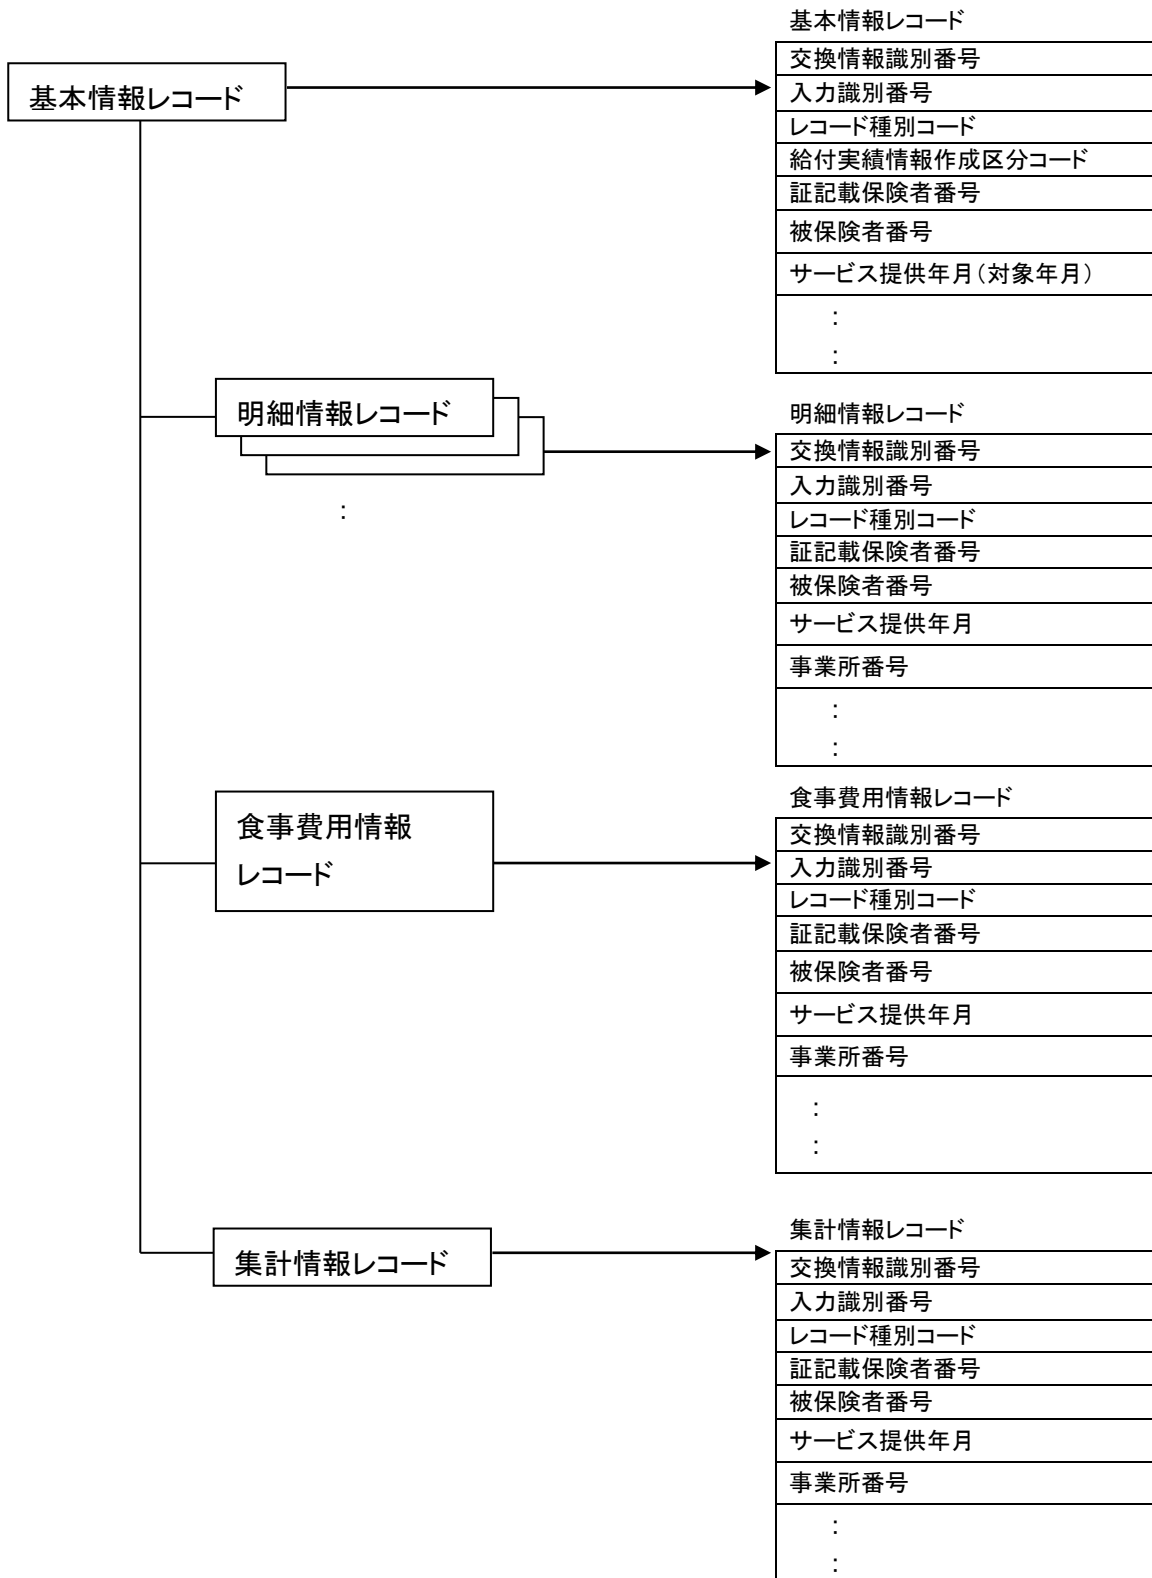 基本情報レコード
基本情報レコード
交換情報識別番号
入力識別番号
レコード種別コード
給付実績情報作成区分コード
証記載保険者番号
被保険者番号
サービス提供年月(対象年月)
:
:
明細情報レコード
:
明細情報レコード
交換情報識別番号
入力識別番号
レコード種別コード
証記載保険者番号
被保険者番号
サービス提供年月
事業所番号
:
:
食事費用情報
レコード
食事費用情報レコード
交換情報識別番号
入力識別番号
レコード種別コード
証記載保険者番号
被保険者番号
サービス提供年月
事業所番号
:
:
集計情報レコード
集計情報レコード
交換情報識別番号
入力識別番号
レコード種別コード
証記載保険者番号
被保険者番号
サービス提供年月
事業所番号
:
: